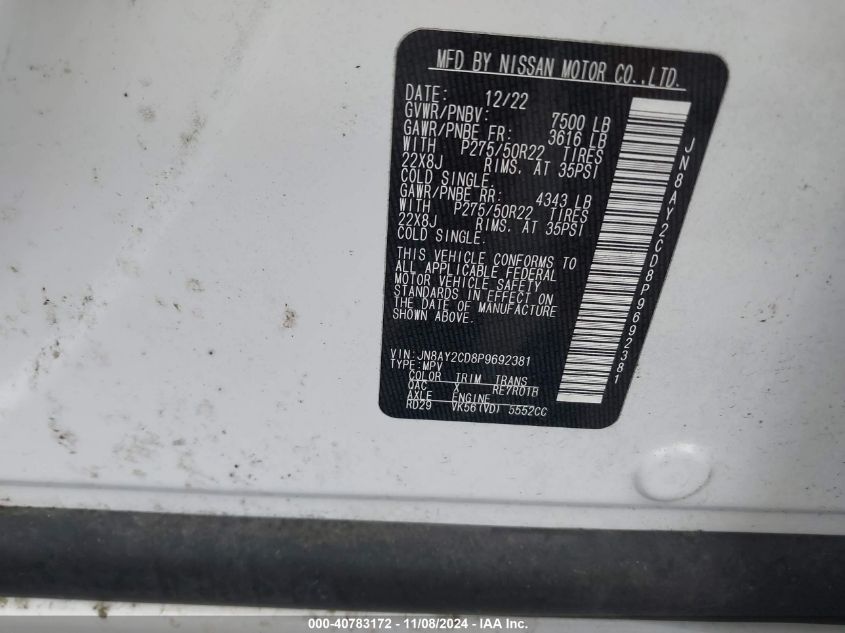 MFD BY NISSAN MOTOR CO.,LTD.
DATE: 12/22
GVWR/PNBV: 7500 LB
GAWR/PNBE FR: 3616 LB
WITH P275/50R22 TIRES
22X8J RIMS, AT 35PSI
COLD SINGLE.
GAWR/PNBE RR: 4343 LB
WITH P275/50R22 TIRES
22X8J RIMS, AT 35PSI
COLD SINGLE.
THIS VEHICLE CONFORMS TO
ALL APPLICABLE FEDERAL
MOTOR VEHICLE SAFETY
STANDARDS IN EFFECT ON
THE DATE OF MANUFACTURE
SHOWN ABOVE.
VIN:JN8AY2CD8P9692381
TYPE:MPV
COLOR TRIM TRANS
QAC X RE7R01B
AXLE ENGINE
RD29 VK56(VD) 5552CC
JN8AY2CD8P9692381
000-40783172 - 11/08/2024 - IAA Inc.